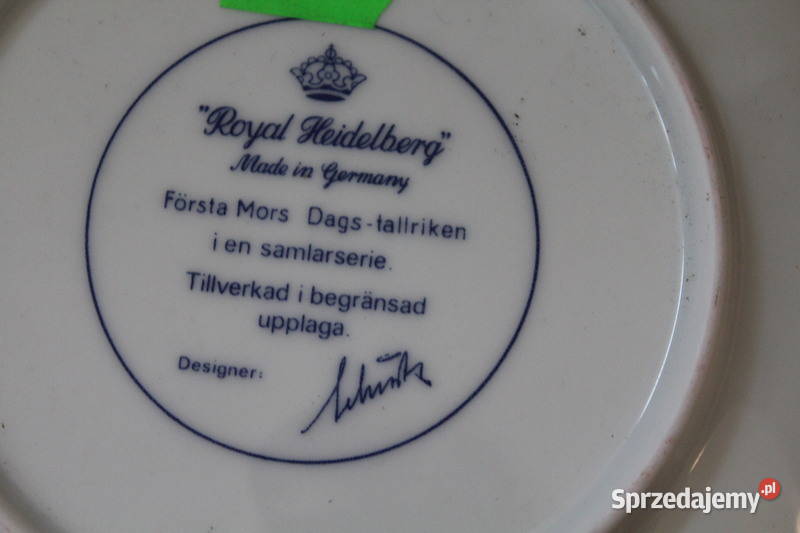 "Royal Heidelberg"
Made in Germany
Första Mors Dags-tallriken
i en samlarserie.
Tillverkad i begränsad
upplaga.
Designer:
Sprzedajemy.pl